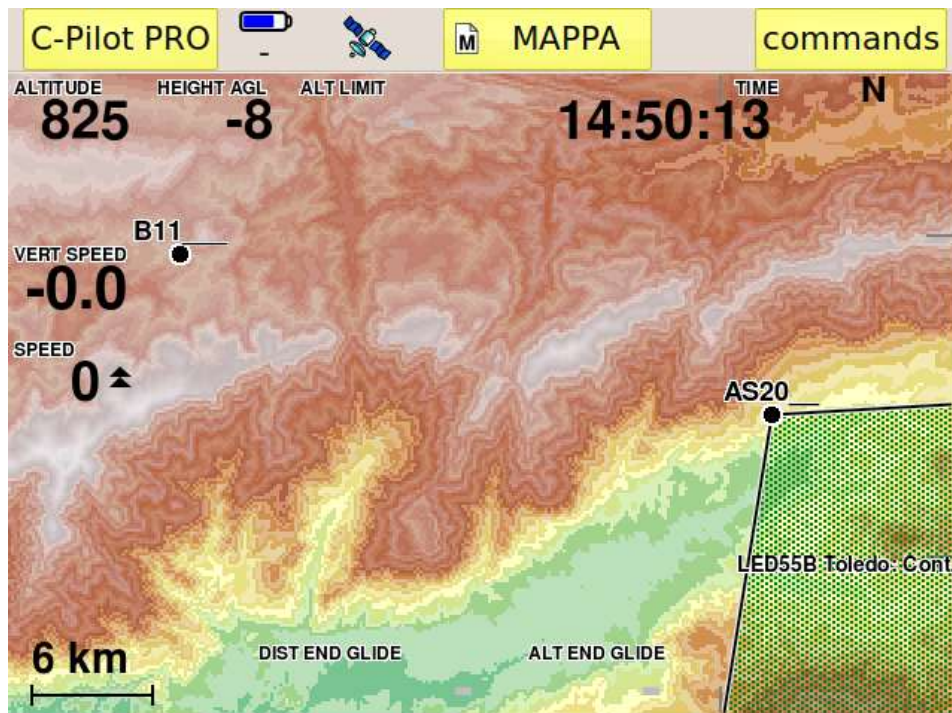 C-Pilot PRO
-
M
MAPPA
commands
ALTITUDE HEIGHT AGL ALT LIMIT TIME N
825 -8 14:50:13
B11
VERT SPEED
-0.0
SPEED
0
AS20
LED55B Toledo: Cont
DIST END GLIDE ALT END GLIDE
6 km